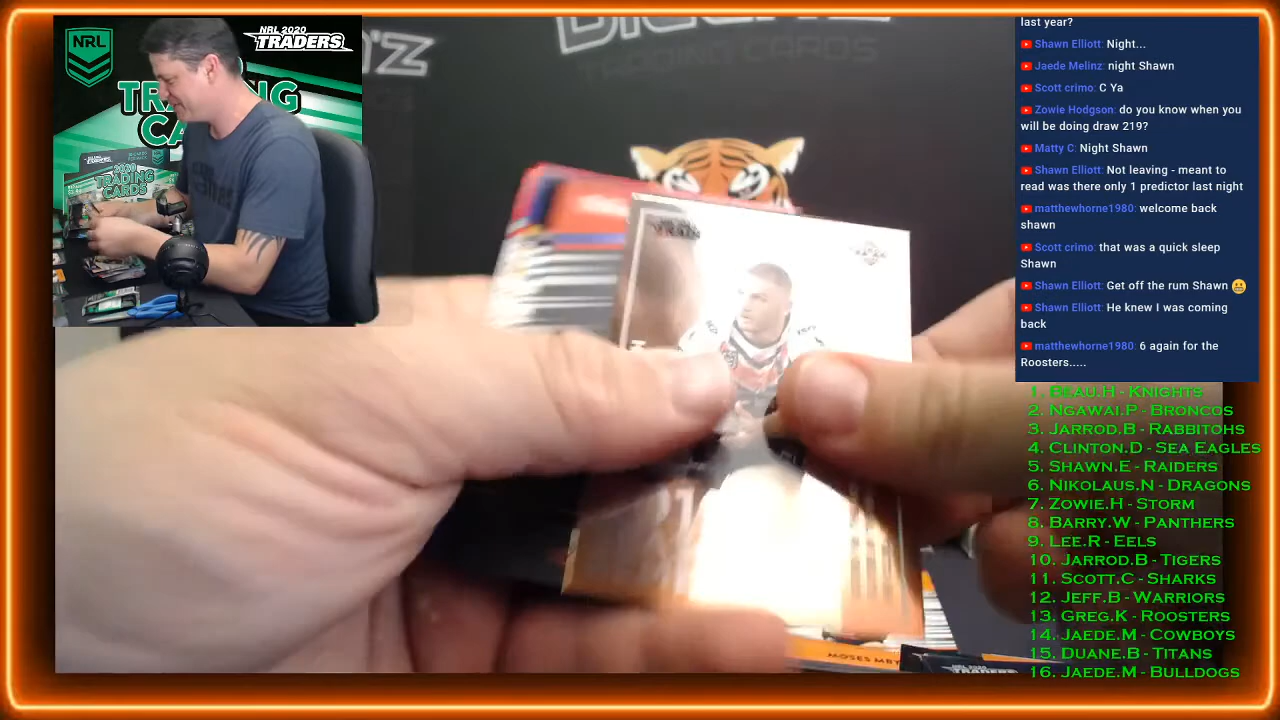 NRL
NRL 2020
TRADERS
TRADING
CARDS
2020
TRADING
CARDS
last year?
Shawn Elliott: Night...
Jaede Melinz: night Shawn
Scott crimo: C Ya
Zowie Hodgson: do you know when you
will be doing draw 219?
Matty C: Night Shawn
Shawn Elliott: Not leaving - meant to
read was there only 1 predictor last night
matthewhorne1980: welcome back
shawn
Scott crimo: that was a quick sleep
Shawn
Shawn Elliott: Get off the rum Shawn 😬
Shawn Elliott: He knew I was coming
back
matthewhorne1980: 6 again for the
Roosters.....
1. Beau.H - Knights
2. Ngawai.P - Broncos
3. Jarrod.B - Rabbitohs
4. Clinton.D - Sea Eagles
5. Shawn.E - Raiders
6. Nikolaus.N - Dragons
7. Zowie.H - Storm
8. Barry.W - Panthers
9. Lee.R - Eels
10. Jarrod.B - Tigers
11. Scott.C - Sharks
12. Jeff.B - Warriors
13. Greg.K - Roosters
14. Jaede.M - Cowboys
15. Duane.B - Titans
16. Jaede.M - Bulldogs
MOSES
NRL 2020